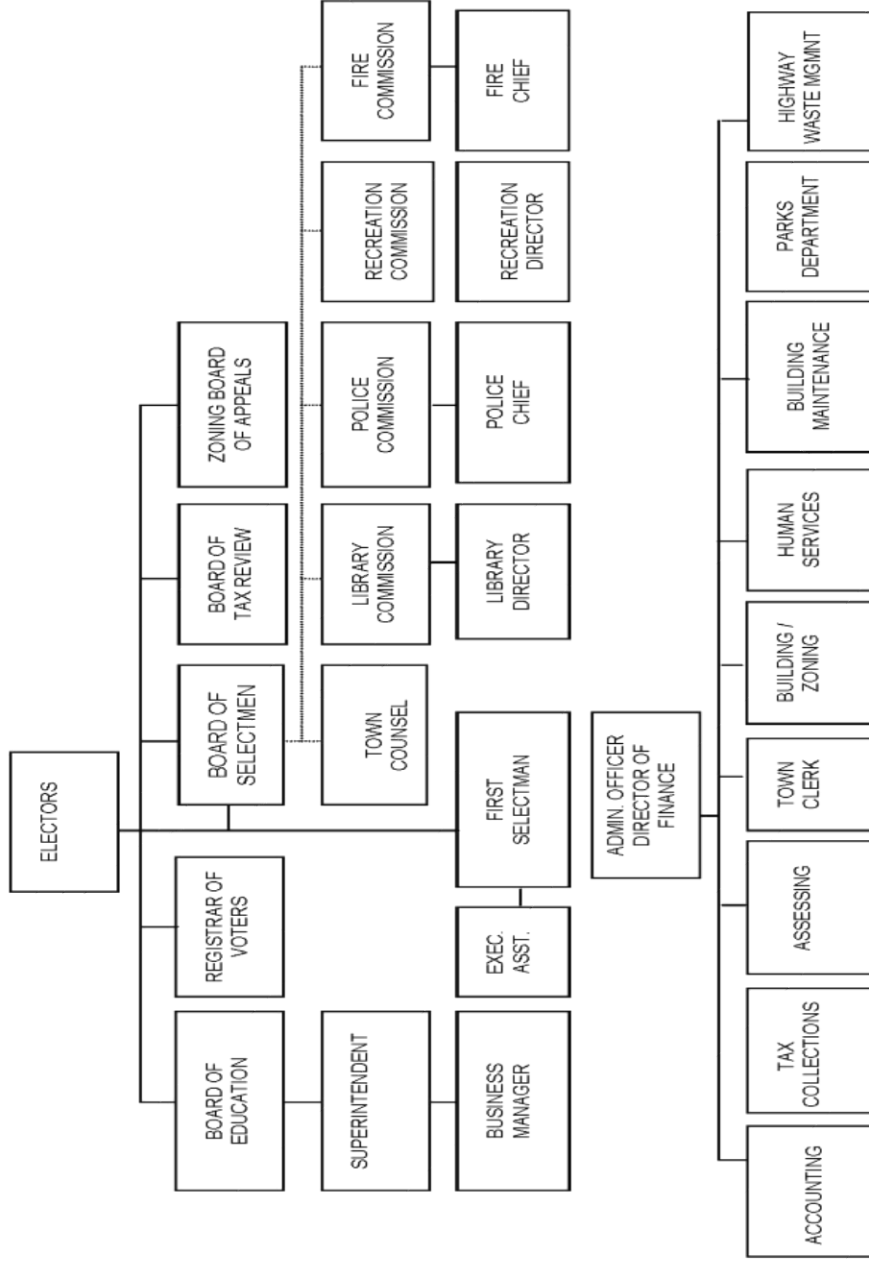 ELECTORS
BOARD OF
EDUCATION
REGISTRAR OF
VOTERS
BOARD OF
SELECTMEN
BOARD OF
TAX REVIEW
ZONING BOARD
OF APPEALS
SUPERINTENDENT
TOWN
COUNSEL
LIBRARY
COMMISSION
POLICE
COMMISSION
RECREATION
COMMISSION
FIRE
COMMISSION
BUSINESS
MANAGER
EXEC.
ASST.
FIRST
SELECTMAN
LIBRARY
DIRECTOR
POLICE
CHIEF
RECREATION
DIRECTOR
FIRE
CHIEF
ADMIN. OFFICER
DIRECTOR OF
FINANCE
ACCOUNTING
TAX
COLLECTIONS
ASSESSING
TOWN
CLERK
BUILDING /
ZONING
HUMAN
SERVICES
BUILDING
MAINTENANCE
PARKS
DEPARTMENT
HIGHWAY
WASTE MGMNT